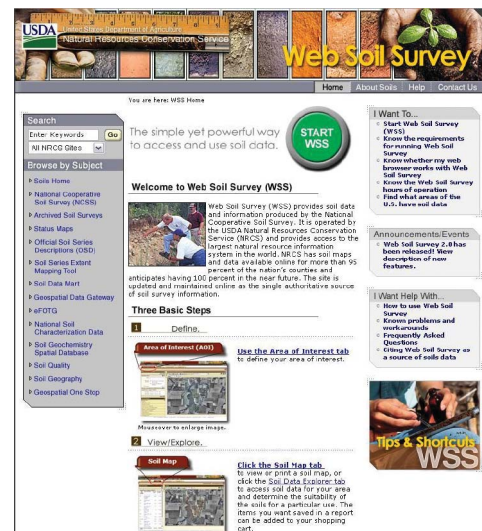 USDA
United States Department of Agriculture
Natural Resources Conservation Service
Web Soil Survey
Home
About Soils
Help
Contact Us
You are here: WSS Home
Search
Enter Keywords
Go
All NRCS Sites
Browse by Subject
Soils Home
National Cooperative
Soil Survey (NCSS)
Archived Soil Surveys
Status Maps
Official Soil Series
Descriptions (OSD)
Soil Series Extent
Mapping Tool
Soil Data Mart
Geospatial Data Gateway
eFOTG
National Soil
Characterization Data
Soil Geochemistry
Spatial Database
Soil Quality
Soil Geography
Geospatial One Stop
The simple yet powerful way
to access and use soil data.
START
WSS
Welcome to Web Soil Survey (WSS)
Web Soil Survey (WSS) provides soil data
and information produced by the National
Cooperative Soil Survey. It is operated by
the USDA Natural Resources Conservation
Service (NRCS) and provides access to the
largest natural resource information
system in the world. NRCS has soil maps
and data available online for more than 95
percent of the nation's counties and
anticipates having 100 percent in the near future. The site is
updated and maintained online as the single authoritative source
of soil survey information.
Three Basic Steps
1
Define.
Area of Interest (AOI)
Use the Area of Interest tab
to define your area of interest.
Mouseover to enlarge image.
2
View/Explore.
Soil Map
Click the Soil Map tab
to view or print a soil map, or
click the Soil Data Explorer tab
to access soil data for your area
and determine the suitability of
the soils for a particular use. The
items you want saved in a report
can be added to your shopping
cart.
I Want To...
Start Web Soil Survey
(WSS)
Know the requirements
for running Web Soil
Survey
Know whether my web
browser works with Web
Soil Survey
Know the Web Soil Survey
hours of operation
Find what areas of the
U.S. have soil data
Announcements/Events
Web Soil Survey 2.0 has
been released! View
description of new
features.
I Want Help With...
How to use Web Soil
Survey
Known problems and
workarounds
Frequently Asked
Questions
Citing Web Soil Survey as
a source of soils data
Tips & Shortcuts
WSS